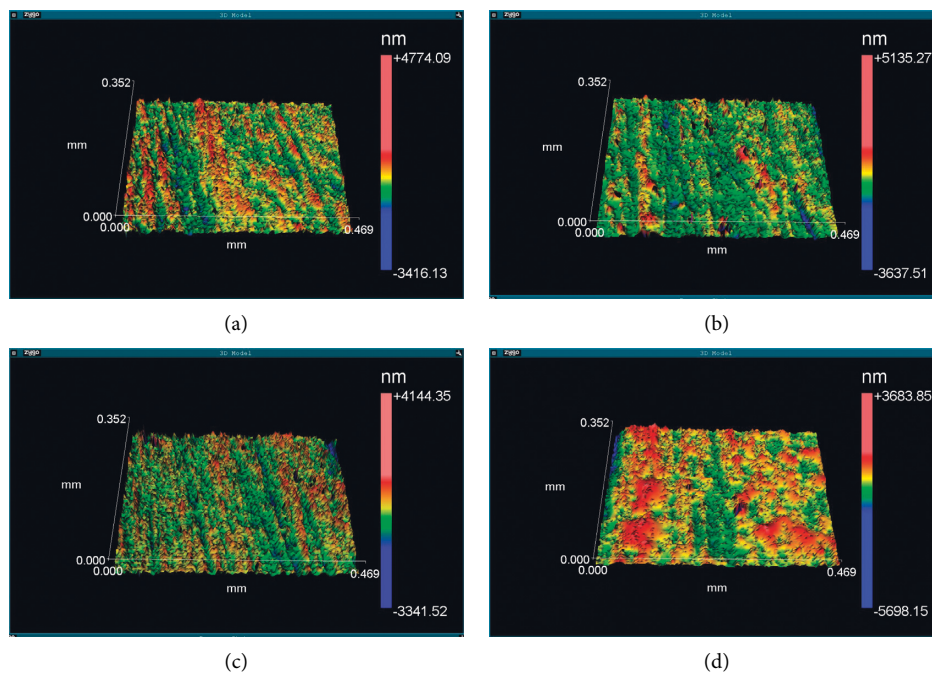 zygo 3D Model
nm
+4774.09
0.352
mm
0.000
0.000
0.469
mm
-3416.13
(a)
3D Model
nm
+5135.27
0.352
mm
0.000
0.000
0.469
mm
-3637.51
(b)
zygo 3D Model
nm
+4144.35
0.352
mm
0.000
0.000
0.469
mm
-3341.52
(c)
zygo 3D Model
nm
+3683.85
0.352
mm
0.000
0.000
0.469
mm
-5698.15
(d)